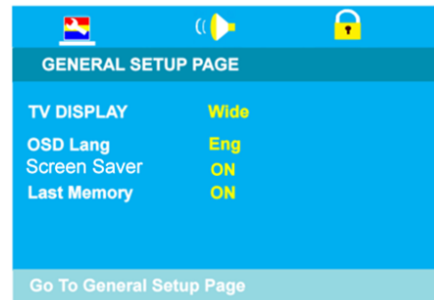 GENERAL SETUP PAGE
TV DISPLAY Wide
OSD Lang Eng
Screen Saver ON
Last Memory ON
Go To General Setup Page